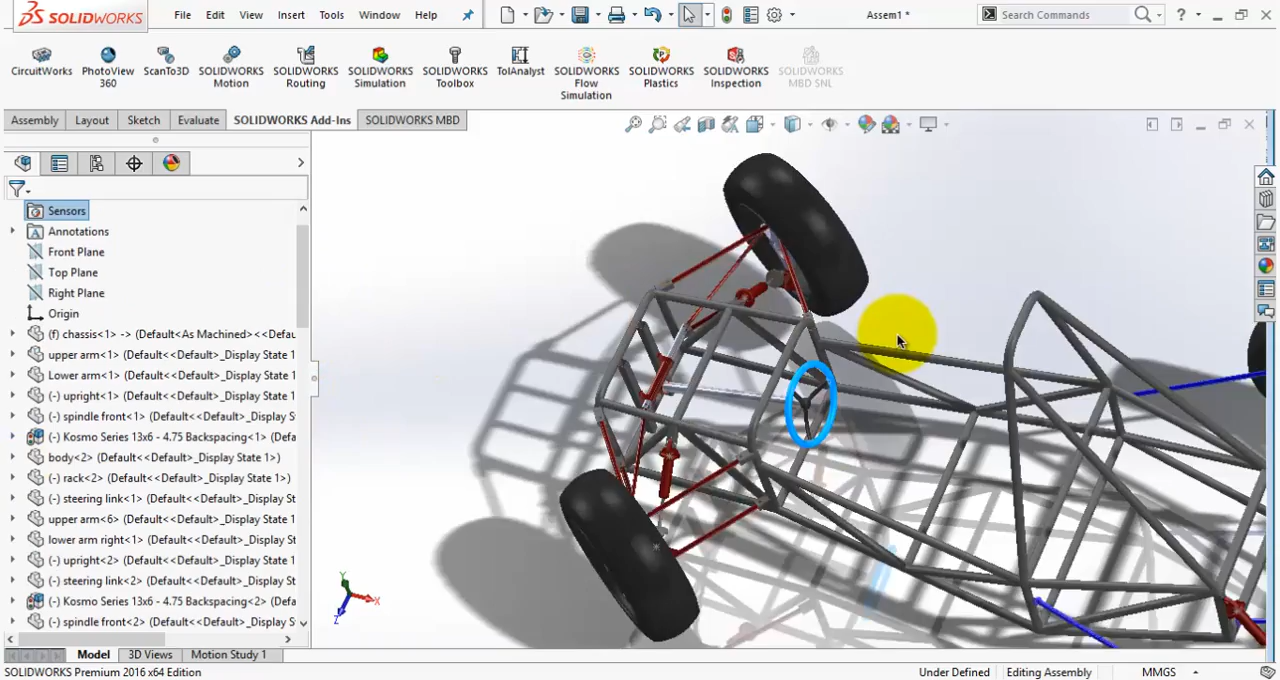 SOLIDWORKS File Edit View Insert Tools Window Help Assem1 * Search Commands ?
CircuitWorks PhotoView 360 ScanTo3D SOLIDWORKS Motion SOLIDWORKS Routing SOLIDWORKS Simulation SOLIDWORKS Toolbox TolAnalyst SOLIDWORKS Flow Simulation SOLIDWORKS Plastics SOLIDWORKS Inspection SOLIDWORKS MBD SNL
Assembly Layout Sketch Evaluate SOLIDWORKS Add-Ins SOLIDWORKS MBD
Sensors
Annotations
Front Plane
Top Plane
Right Plane
Origin
(f) chassis<1> -> (Default<As Machined><<Defau
upper arm<1> (Default<<Default>_Display State 1
Lower arm<1> (Default<<Default>_Display State 1
(-) upright<1> (Default<<Default>_Display State 1
(-) spindle front<1> (Default<<Default>_Display S
(-) Kosmo Series 13x6 - 4.75 Backspacing<1> (Defa
body<2> (Default<<Default>_Display State 1>)
(-) rack<2> (Default<<Default>_Display State 1>)
(-) steering link<1> (Default<<Default>_Display St
upper arm<6> (Default<<Default>_Display State 1
lower arm right<1> (Default<<Default>_Display St
(-) upright<2> (Default<<Default>_Display State 1
(-) steering link<2> (Default<<Default>_Display St
(-) Kosmo Series 13x6 - 4.75 Backspacing<2> (Defa
(-) spindle front<2> (Default<<Default>_Display S
Y X Z
Model 3D Views Motion Study 1
SOLIDWORKS Premium 2016 x64 Edition Under Defined Editing Assembly MMGS